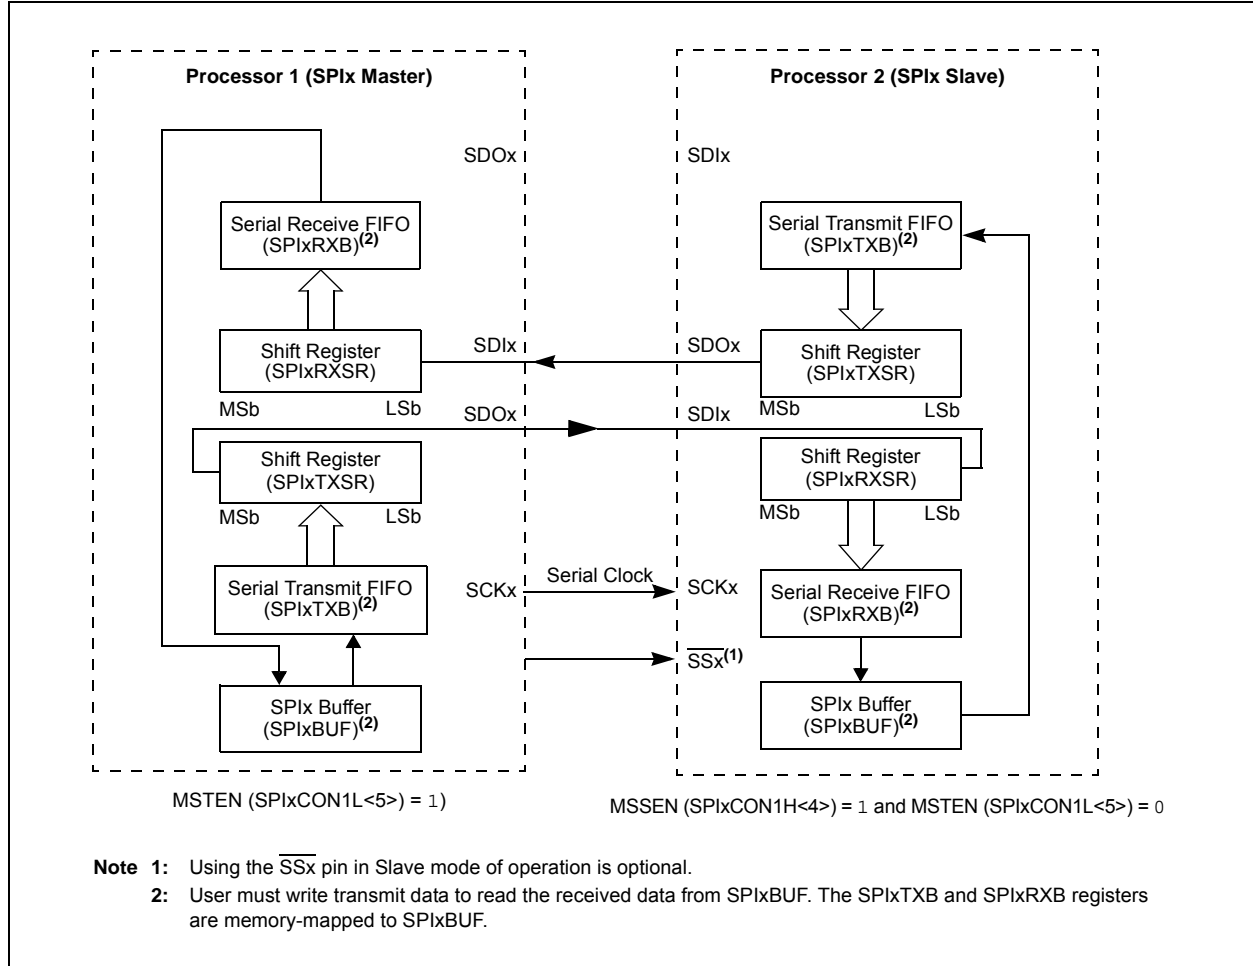 Processor 1 (SPIx Master)
SDOx
Serial Receive FIFO
(SPIxRXB)(2)
Shift Register
(SPIxRXSR)
SDIx
MSb
LSb
SDOx
Shift Register
(SPIxTXSR)
MSb
LSb
Serial Transmit FIFO
(SPIxTXB)(2)
SCKx
SPIx Buffer
(SPIxBUF)(2)
MSTEN (SPIxCON1L<5>) = 1)
Serial Clock
Processor 2 (SPIx Slave)
SDIx
Serial Transmit FIFO
(SPIxTXB)(2)
SDOx
Shift Register
(SPIxTXSR)
MSb
LSb
SDIx
Shift Register
(SPIxRXSR)
MSb
LSb
SCKx
Serial Receive FIFO
(SPIxRXB)(2)
SSx(1)
SPIx Buffer
(SPIxBUF)(2)
MSSEN (SPIxCON1H<4>) = 1 and MSTEN (SPIxCON1L<5>) = 0
Note 1: Using the SSx pin in Slave mode of operation is optional.
2: User must write transmit data to read the received data from SPIxBUF. The SPIxTXB and SPIxRXB registers
are memory-mapped to SPIxBUF.